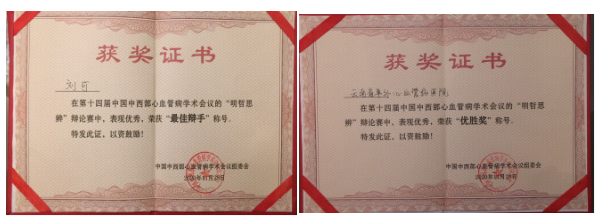 获奖证书
刘可
在第十四届中国中西部心血管病学术会议的“明哲思
辨”辩论赛中,表现优秀,荣获“最佳辩手”称号。
特发此证,以资鼓励!
中国中西部心血管病学术会议组委会
获奖证书
云南省阜外心血管病医院
在第十四届中国中西部心血管病学术会议的“明哲思
辨”辩论赛中,表现优秀,荣获“优胜奖”称号。
特发此证,以资鼓励!
中国中西部心血管病学术会议组委会